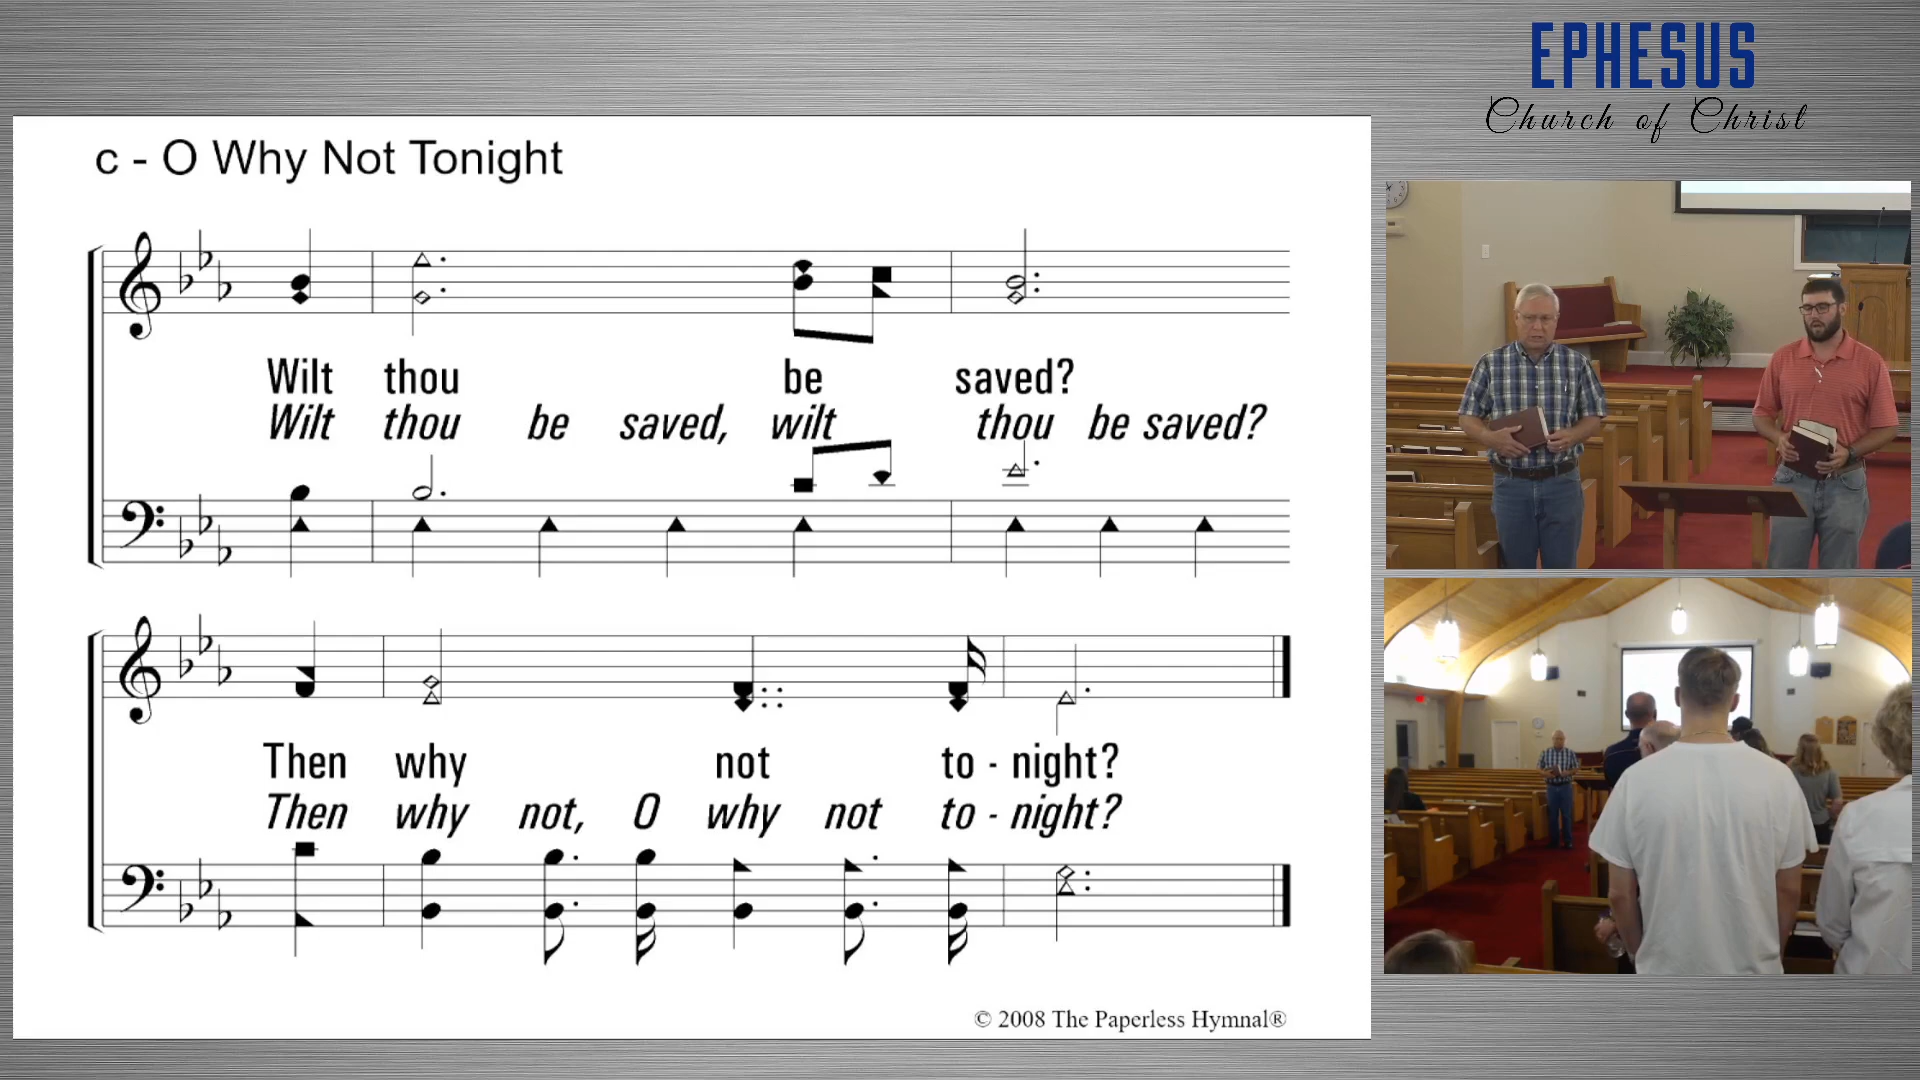 EPHESUS
Church of Christ
c - O Why Not Tonight
Wilt thou be saved?
Wilt thou be saved, wilt thou be saved?
Then why not to - night?
Then why not, O why not to - night?
© 2008 The Paperless Hymnal®